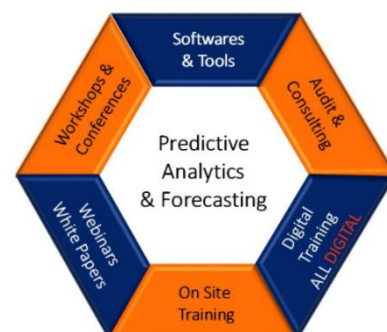 Softwares
& Tools
Audit &
Consulting
Digital
Training
ALL DIGITAL
On Site
Training
Webinars
White Papers
Workshops &
Conferences
Predictive
Analytics
& Forecasting